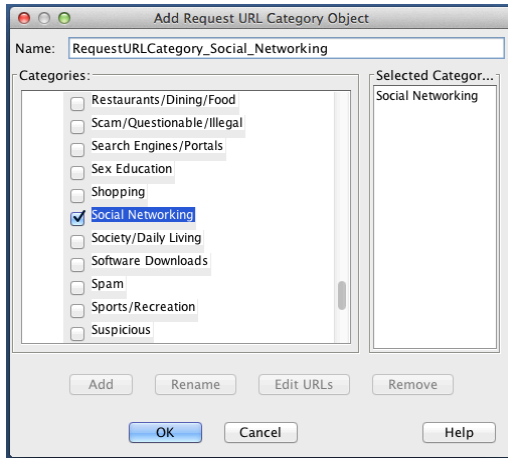 Add Request URL Category Object
Name: RequestURLCategory_Social_Networking
Categories:
Restaurants/Dining/Food
Scam/Questionable/Illegal
Search Engines/Portals
Sex Education
Shopping
Social Networking
Society/Daily Living
Software Downloads
Spam
Sports/Recreation
Suspicious
Selected Categor...
Social Networking
Add Rename Edit URLs Remove
OK Cancel Help